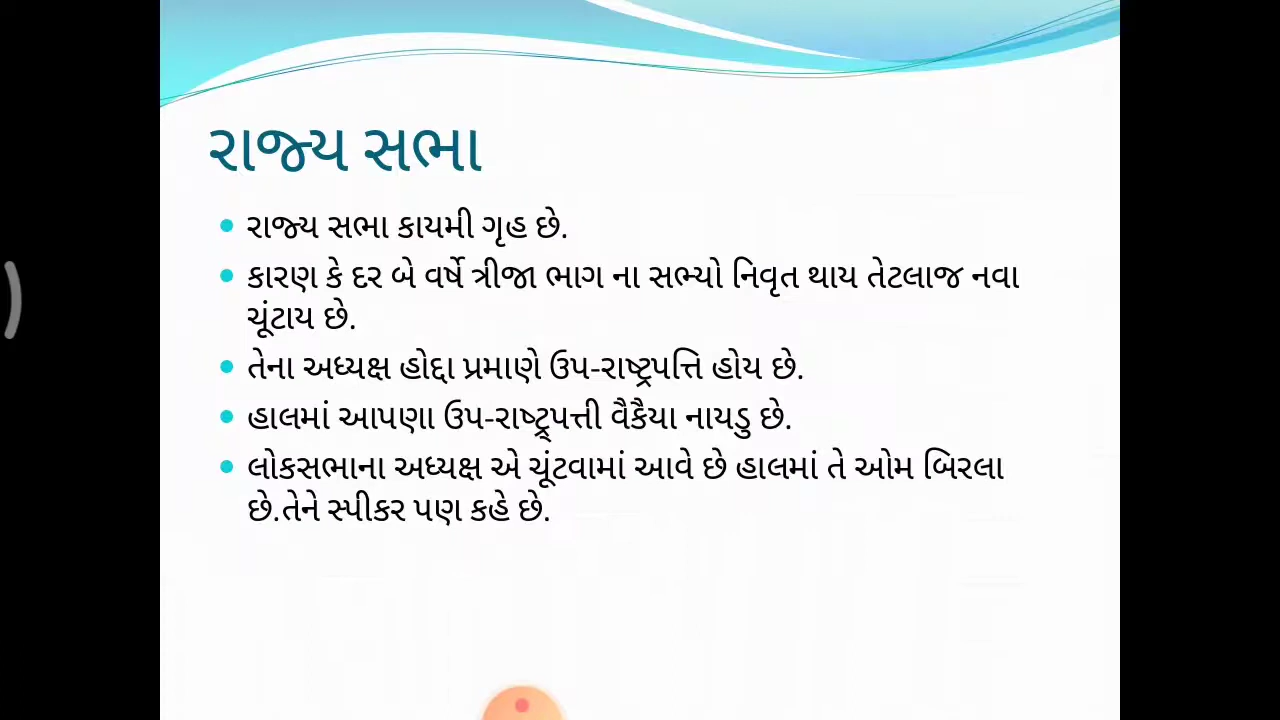 રાજ્ય સભા
રાજ્ય સભા કાયમી ગૃહ છે.
કારણ કે દર બે વર્ષે ત્રીજા ભાગ ના સભ્યો નિવૃત થાય તેટલાજ નવા
ચૂંટાય છે.
તેના અધ્યક્ષ હોદ્દા પ્રમાણે ઉપ-રાષ્ટ્રપત્તિ હોય છે.
હાલમાં આપણા ઉપ-રાષ્ટ્ર્રપત્તી વૈકૈયા નાયડુ છે.
લોકસભાના અધ્યક્ષ એ ચૂંટવામાં આવે છે હાલમાં તે ઓમ બિરલા
છે.તેને સ્પીકર પણ કહે છે.